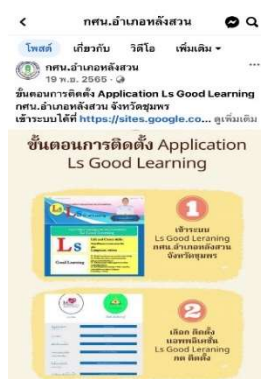 กศน.อำเภอหลังสวน
โพสต์ เกี่ยวกับ วิดีโอ เพิ่มเติม
กศน.อำเภอหลังสวน
19 พ.ย. 2565
ขั้นตอนการติดตั้ง Application Ls Good Learning
กศน.อำเภอหลังสวน จังหวัดชุมพร
เข้าระบบได้ที่ https://sites.google.co... ดูเพิ่มเติม
ขั้นตอนการติดตั้ง Application
Ls Good Learning
1
เข้าระบบ
Ls Good Leraning
กศน.อำเภอหลังสวน
จังหวัดชุมพร
Ls
Ls
Good Learning
2
เลือก ติดตั้ง
แอพพลิเคชั่น
Ls Good Leraning
กด ติดตั้ง